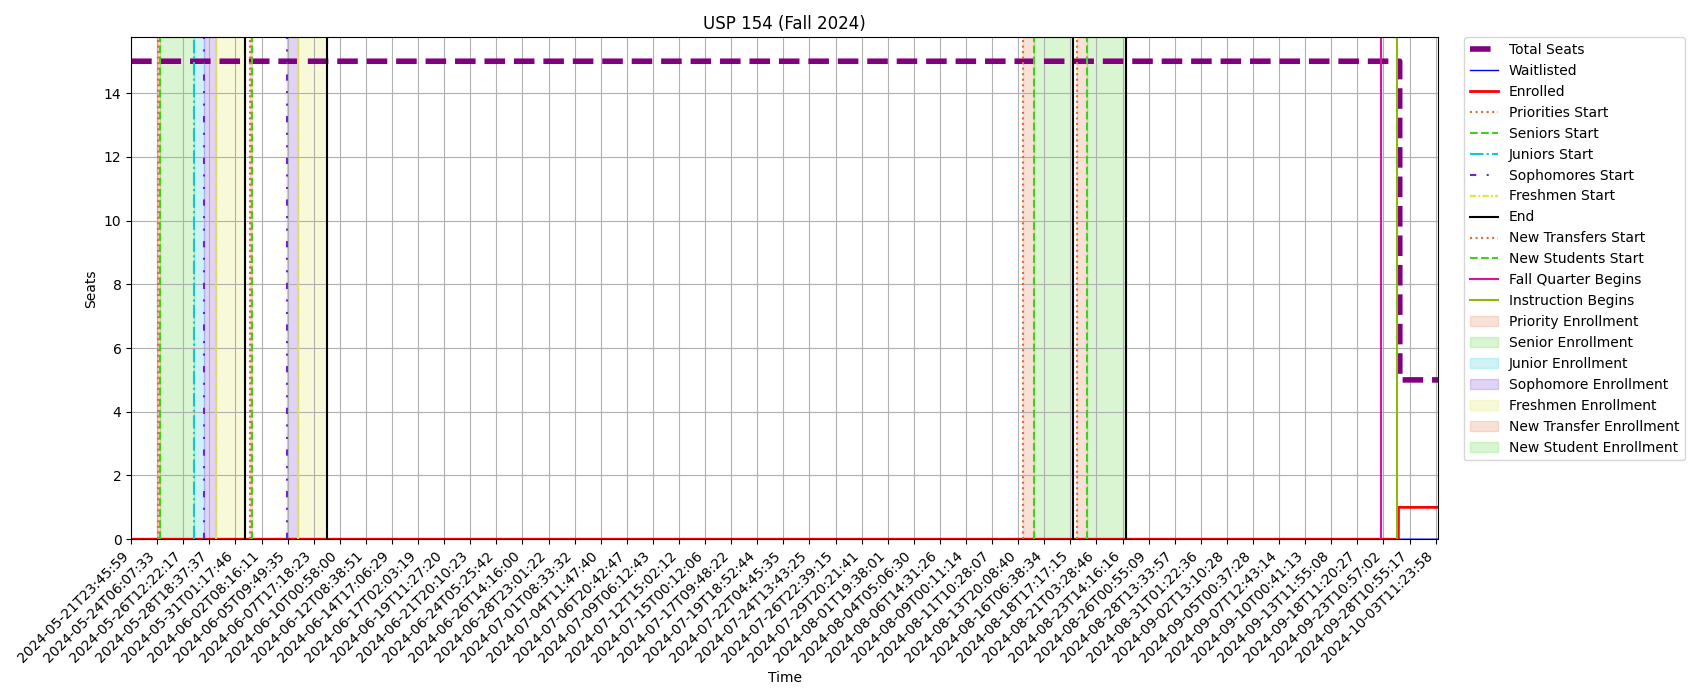 USP 154 (Fall 2024)
Seats
14
12
10
8
6
4
2
0
2024-05-21T23:45:59
2024-05-24T06:07:33
2024-05-26T12:22:17
2024-05-28T18:37:37
2024-05-31T01:17:46
2024-06-02T08:16:11
2024-06-05T09:49:35
2024-06-07T17:18:23
2024-06-10T00:58:00
2024-06-12T08:38:51
2024-06-14T17:06:29
2024-06-17T02:03:19
2024-06-19T11:27:20
2024-06-21T20:10:23
2024-06-24T05:25:42
2024-06-26T14:16:00
2024-06-28T23:01:22
2024-07-01T08:33:32
2024-07-04T11:47:40
2024-07-06T20:42:47
2024-07-09T06:12:43
2024-07-12T15:02:12
2024-07-15T00:12:06
2024-07-17T09:48:22
2024-07-19T18:52:44
2024-07-22T04:45:35
2024-07-24T13:43:25
2024-07-26T22:39:15
2024-07-29T20:21:41
2024-08-01T19:38:01
2024-08-04T05:06:30
2024-08-06T14:31:26
2024-08-09T00:11:14
2024-08-11T10:28:07
2024-08-13T20:08:40
2024-08-16T06:38:34
2024-08-18T17:17:15
2024-08-21T03:28:46
2024-08-23T14:16:16
2024-08-26T00:55:09
2024-08-28T13:33:57
2024-08-31T01:22:36
2024-09-02T13:10:28
2024-09-05T00:37:28
2024-09-07T12:43:14
2024-09-10T00:41:13
2024-09-13T11:55:08
2024-09-18T11:20:27
2024-09-23T10:57:02
2024-09-28T10:55:17
2024-10-03T11:23:58
Time
Total Seats
Waitlisted
Enrolled
Priorities Start
Seniors Start
Juniors Start
Sophomores Start
Freshmen Start
End
New Transfers Start
New Students Start
Fall Quarter Begins
Instruction Begins
Priority Enrollment
Senior Enrollment
Junior Enrollment
Sophomore Enrollment
Freshmen Enrollment
New Transfer Enrollment
New Student Enrollment